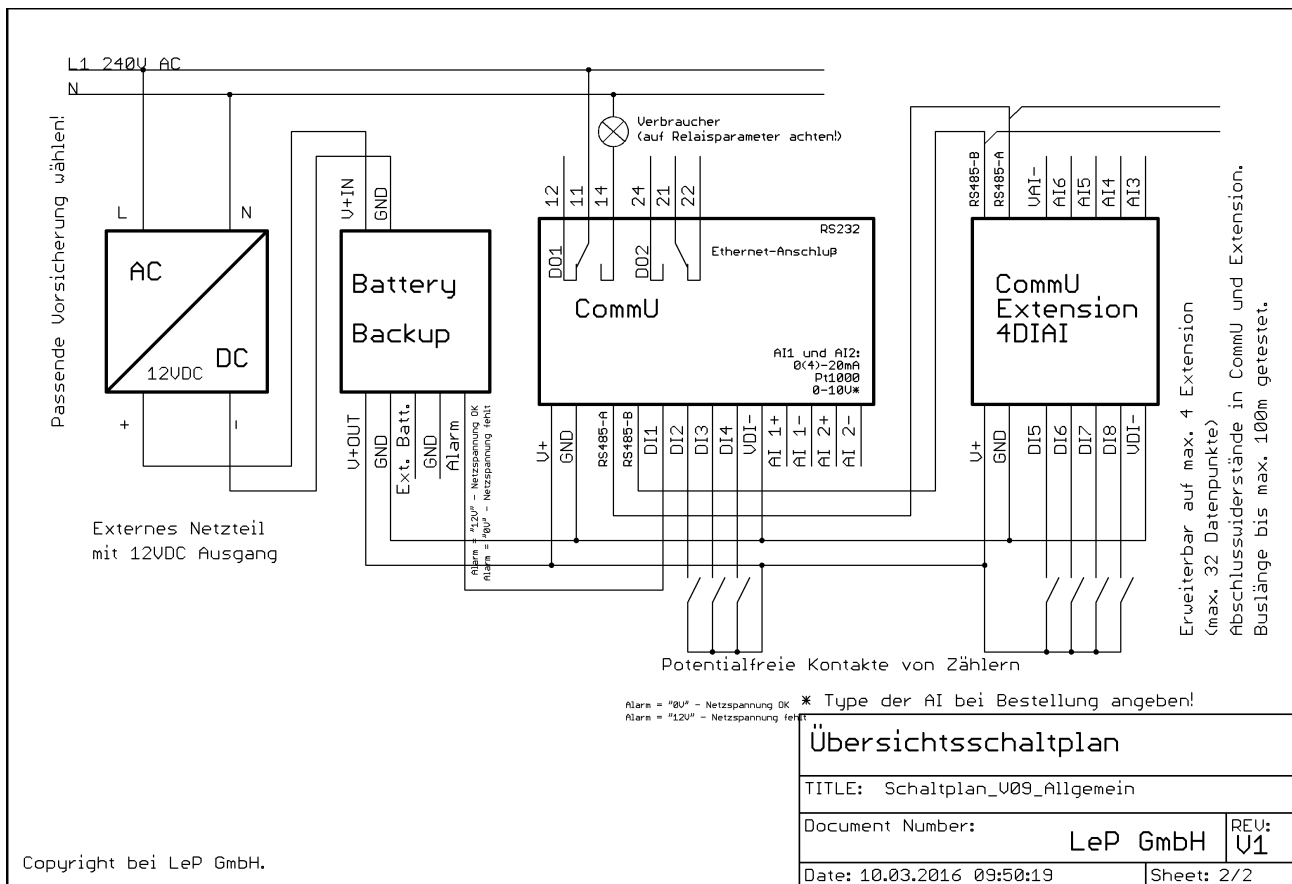 L1 240V AC
N
Passende Vorsicherung wählen!
L
N
AC
DC
12VDC
+
-
Externes Netzteil
mit 12VDC Ausgang
V+IN
GND
Battery
Backup
V+OUT
GND
Ext. Batt.
GND
Alarm
Alarm = "12V" - Netzspannung OK
Alarm = "0V" - Netzspannung fehlt
Verbraucher
(auf Relaisparameter achten!)
12
11
14
24
21
22
RS232
DO1
DO2
Ethernet-Anschluß
CommU
AI1 und AI2:
0(4)-20mA
Pt1000
0-10V*
V+
GND
RS485-A
RS485-B
DI1
DI2
DI3
DI4
VDI-
AI 1+
AI 1-
AI 2+
AI 2-
RS485-B
RS485-A
VAI-
AI6
AI5
AI4
AI3
CommU
Extension
4DIAI
V+
GND
DI5
DI6
DI7
DI8
VDI-
Erweiterbar auf max. 4 Extension
(max. 32 Datenpunkte)
Abschlusswiderstände in CommU und Extension.
Buslänge bis max. 100m getestet.
Potentialfreie Kontakte von Zählern
Alarm = "0V" - Netzspannung OK
Alarm = "12V" - Netzspannung fehlt
* Type der AI bei Bestellung angeben!
Übersichtsschaltplan
TITLE: Schaltplan_V09_Allgemein
Document Number:
LeP GmbH
REV:
V1
Date: 10.03.2016 09:50:19
Sheet: 2/2
Copyright bei LeP GmbH.